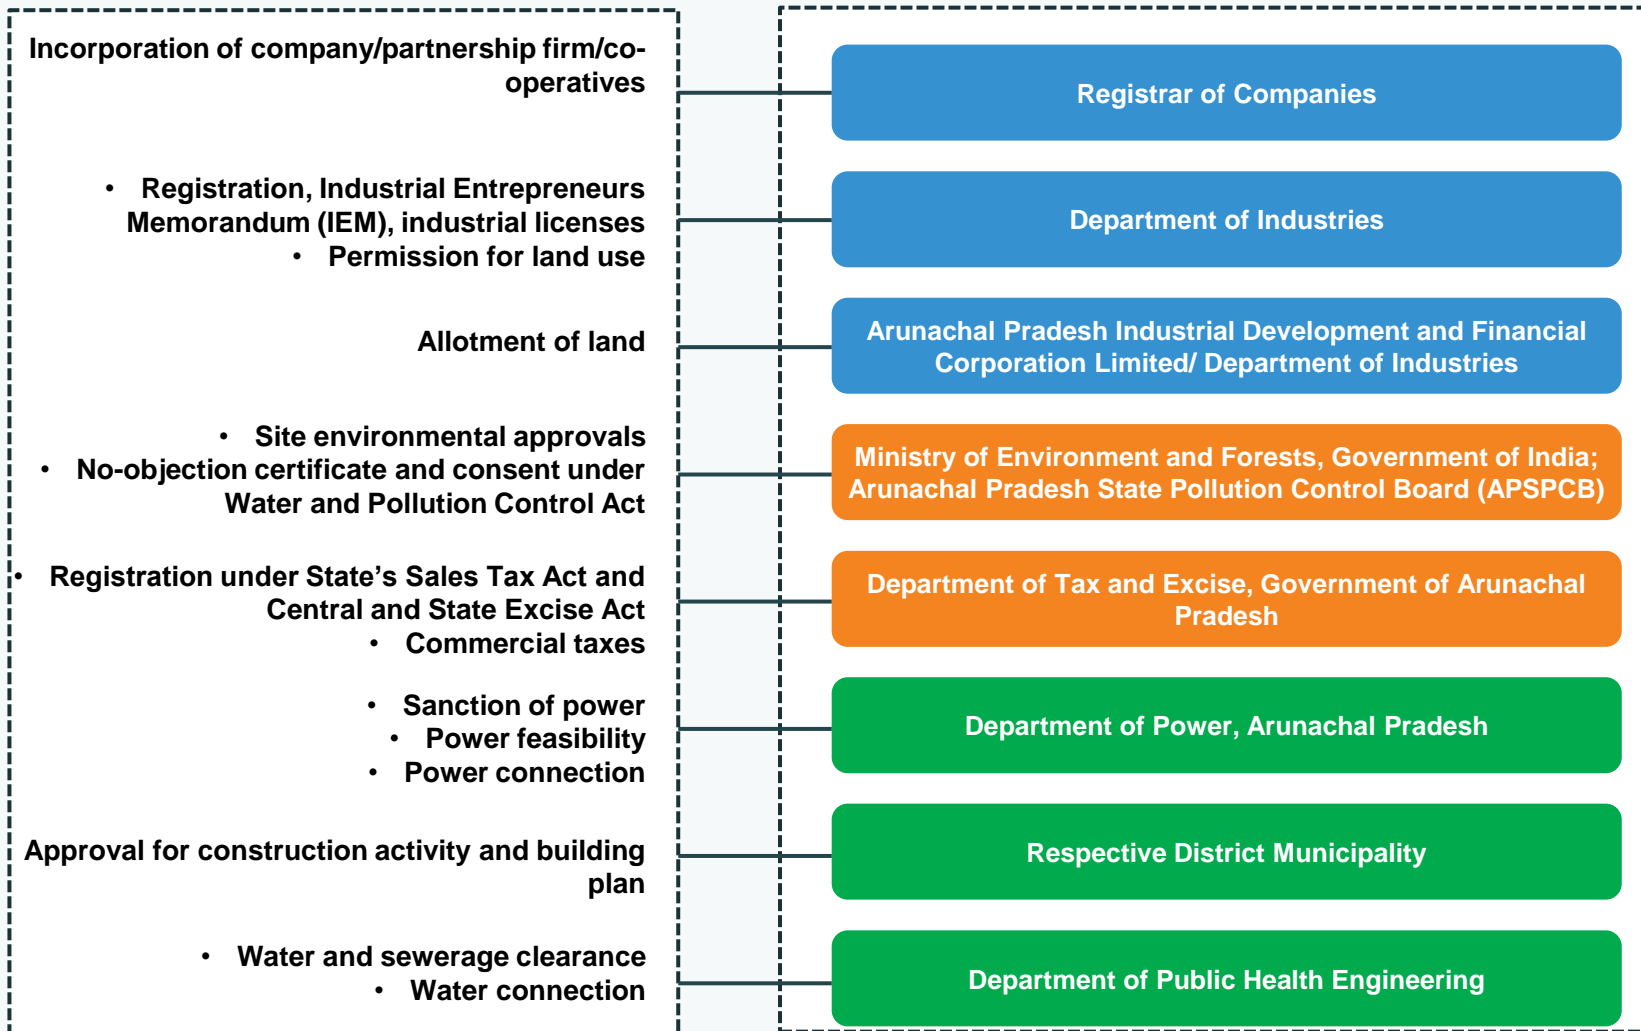 Incorporation of company/partnership firm/co-
operatives
Registrar of Companies
• Registration, Industrial Entrepreneurs
Memorandum (IEM), industrial licenses
• Permission for land use
Department of Industries
Allotment of land
Arunachal Pradesh Industrial Development and Financial
Corporation Limited/ Department of Industries
• Site environmental approvals
• No-objection certificate and consent under
Water and Pollution Control Act
Ministry of Environment and Forests, Government of India;
Arunachal Pradesh State Pollution Control Board (APSPCB)
• Registration under State’s Sales Tax Act and
Central and State Excise Act
• Commercial taxes
Department of Tax and Excise, Government of Arunachal
Pradesh
• Sanction of power
• Power feasibility
• Power connection
Department of Power, Arunachal Pradesh
Approval for construction activity and building
plan
Respective District Municipality
• Water and sewerage clearance
• Water connection
Department of Public Health Engineering